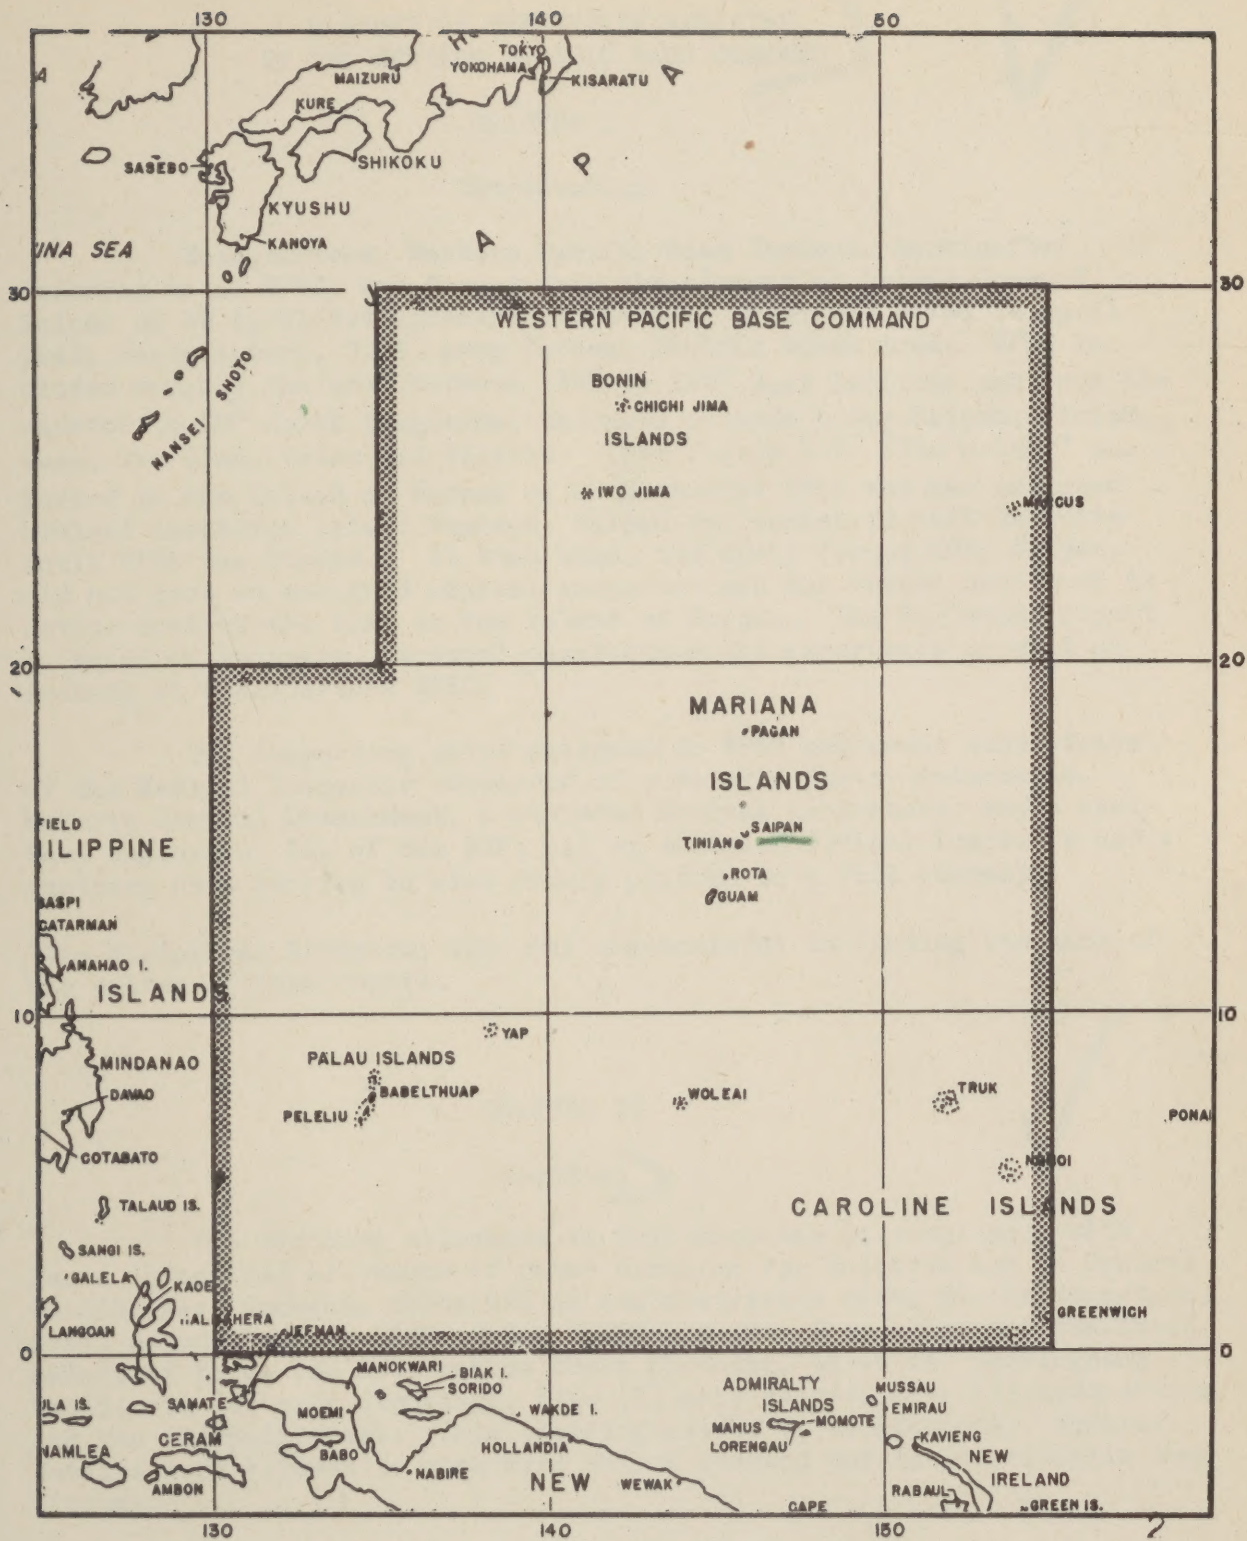 130 140 50
TOKYO
YOKOHAMA
KISARATU
MAIZURU
KURE
SHIKOKU
SASEBO
KYUSHU
KANOYA
J A P A
INA SEA
30 30
WESTERN PACIFIC BASE COMMAND
NANSEI SHOTO
BONIN
CHICHI JIMA
ISLANDS
IWO JIMA
MARCUS
20 20
MARIANA
PAGAN
ISLANDS
SAIPAN
TINIAN
ROTA
GUAM
FIELD
ILIPPINE
BASPI
CATARMAN
ANAHAO I.
ISLANDS
10 10
YAP
MINDANAO
PALAU ISLANDS
BABELTHUAP
WOLEAI
TRUK
DAVAO
PELELIU
PONA
COTABATO
CAROLINE ISLANDS
TALAUD IS.
SANGI IS.
GALELA
KAOE
LANGOAN
JEFMAN
GREENWICH
0 0
MANOKWARI
BIAK I.
SORIDO
ADMIRALTY
ISLANDS
MUSSAU
EMIRAU
ULA IS.
SAMATE
MOEMI
WAKDE I.
MANUS
MOMOTE
LORENGAU
NAMLEA
CERAM
BABO
HOLLANDIA
KAVIENG
NEW
IRELAND
AMBON
NABIRE
NEW
WEWAK
RABAUL
CAPE
GREEN IS.
130 140 150